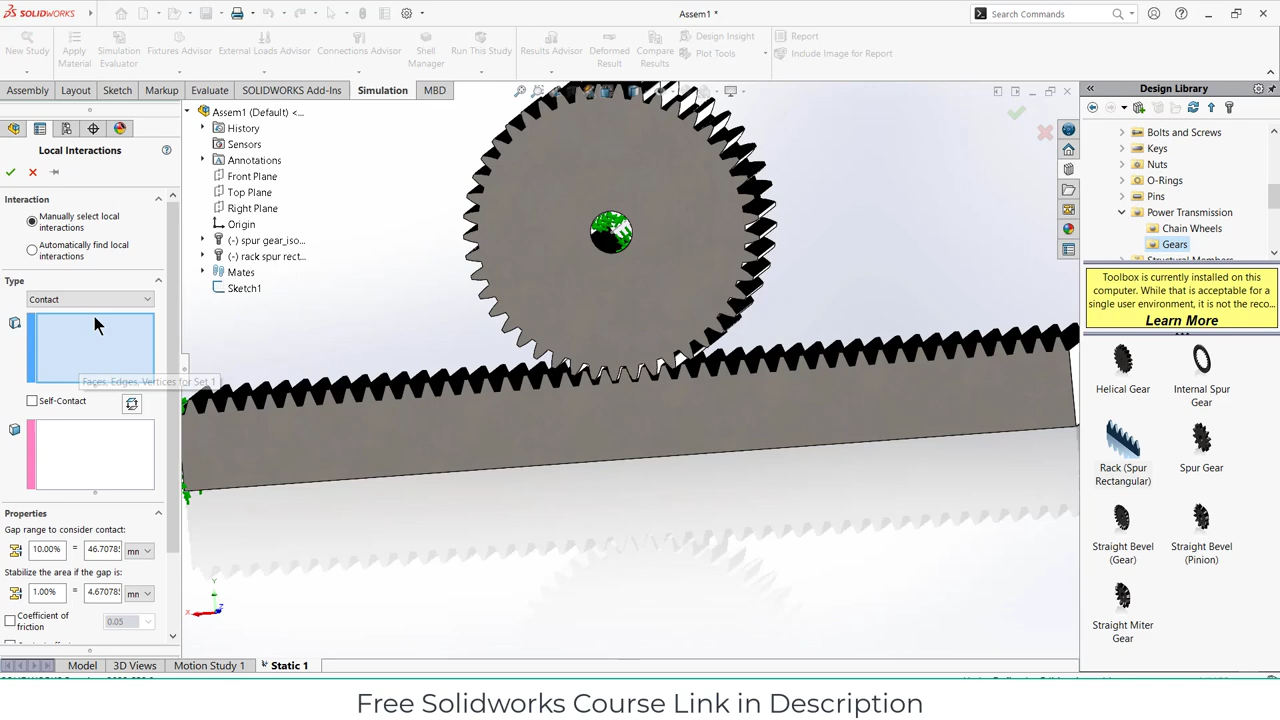 SOLIDWORKS
Assem1 *
Search Commands
New Study
Apply Material
Simulation Evaluator
Fixtures Advisor
External Loads Advisor
Connections Advisor
Shell Manager
Run This Study
Results Advisor
Deformed Result
Compare Results
Design Insight
Plot Tools
Report
Include Image for Report
Assembly
Layout
Sketch
Markup
Evaluate
SOLIDWORKS Add-Ins
Simulation
MBD
Local Interactions
Interaction
Manually select local interactions
Automatically find local interactions
Type
Contact
Faces, Edges, Vertices for Set 1
Self-Contact
Properties
Gap range to consider contact:
10.00% =
Stabilize the area if the gap is:
1.00% =
Coefficient of friction
0.05
Assem1 (Default) <...
History
Sensors
Annotations
Front Plane
Top Plane
Right Plane
Origin
(-) spur gear_iso...
(-) rack spur rect...
Mates
Sketch1
Y
X
Z
Design Library
Bolts and Screws
Keys
Nuts
O-Rings
Pins
Power Transmission
Chain Wheels
Gears
Toolbox is currently installed on this
computer. While that is acceptable for a
single user environment, it is not the reco...
Learn More
Helical Gear
Internal Spur Gear
Rack (Spur Rectangular)
Spur Gear
Straight Bevel (Gear)
Straight Bevel (Pinion)
Straight Miter Gear
Model
3D Views
Motion Study 1
Static 1
Free Solidworks Course Link in Description